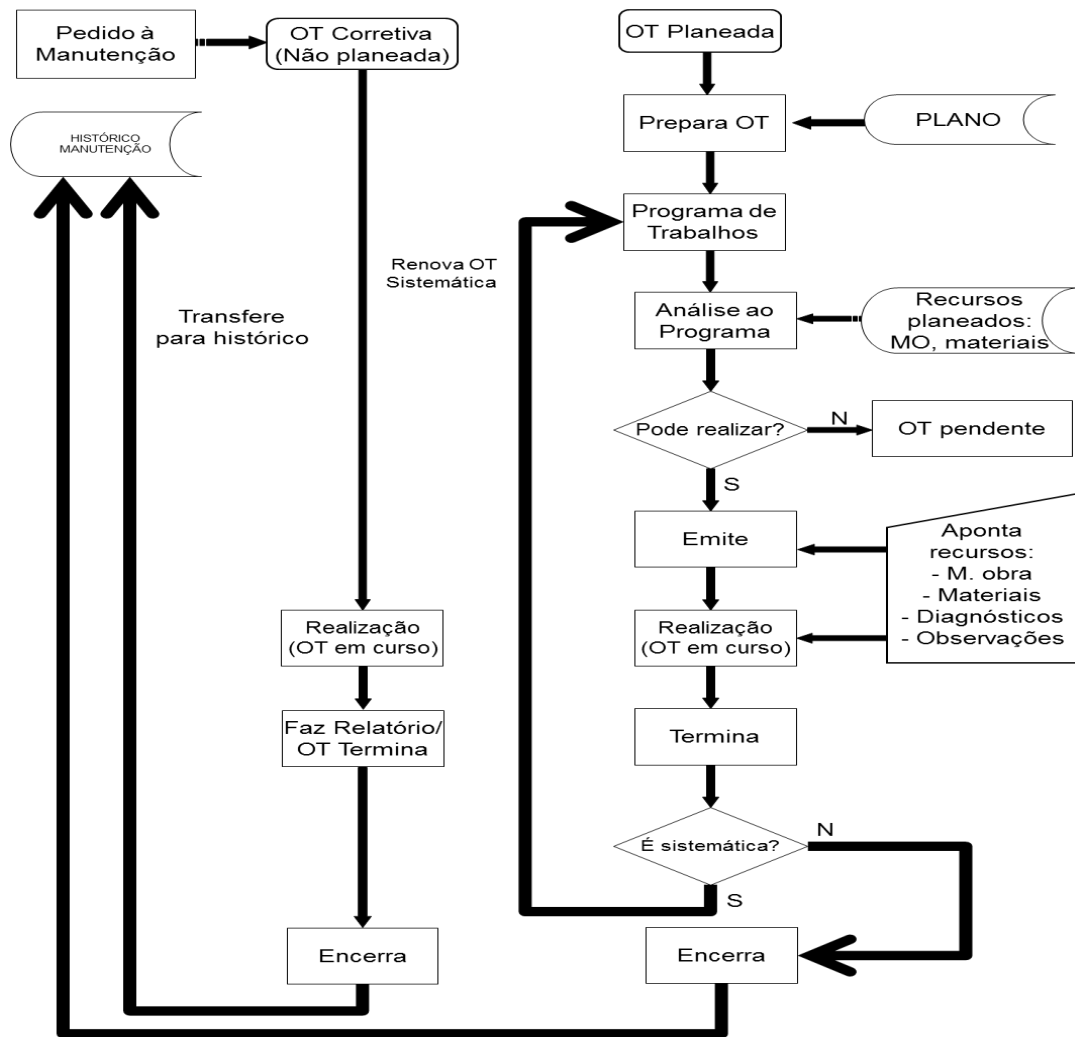 Pedido à
Manutenção
OT Corretiva
(Não planeada)
OT Planeada
HISTÓRICO
MANUTENÇÃO
Prepara OT
PLANO
Programa de
Trabalhos
Renova OT
Sistemática
Transfere
para histórico
Análise ao
Programa
Recursos
planeados:
MO, materiais
Pode realizar?
N
OT pendente
S
Emite
Aponta
recursos:
- M. obra
- Materiais
- Diagnósticos
- Observações
Realização
(OT em curso)
Realização
(OT em curso)
Faz Relatório/
OT Termina
Termina
É sistemática?
N
S
Encerra
Encerra